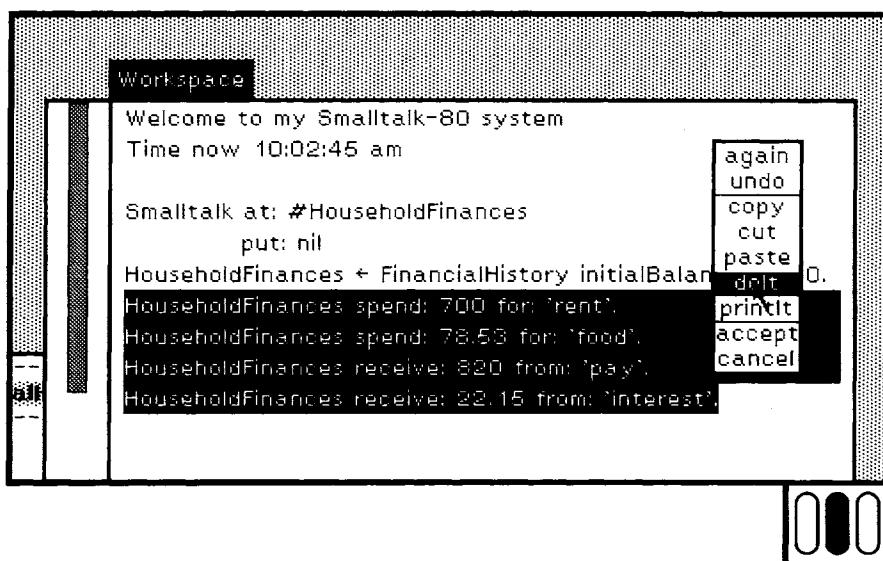 Workspace
Welcome to my Smalltalk-80 system
Time now 10:02:45 am
Smalltalk at: #HouseholdFinances
put: nil
HouseholdFinances ← FinancialHistory initialBalan 0.
HouseholdFinances spend: 700 for: 'rent'.
HouseholdFinances spend: 78.53 for: 'food'.
HouseholdFinances receive: 820 from: 'pay'.
HouseholdFinances receive: 22.15 from: 'interest'.
again
undo
copy
cut
paste
doIt
printIt
accept
cancel